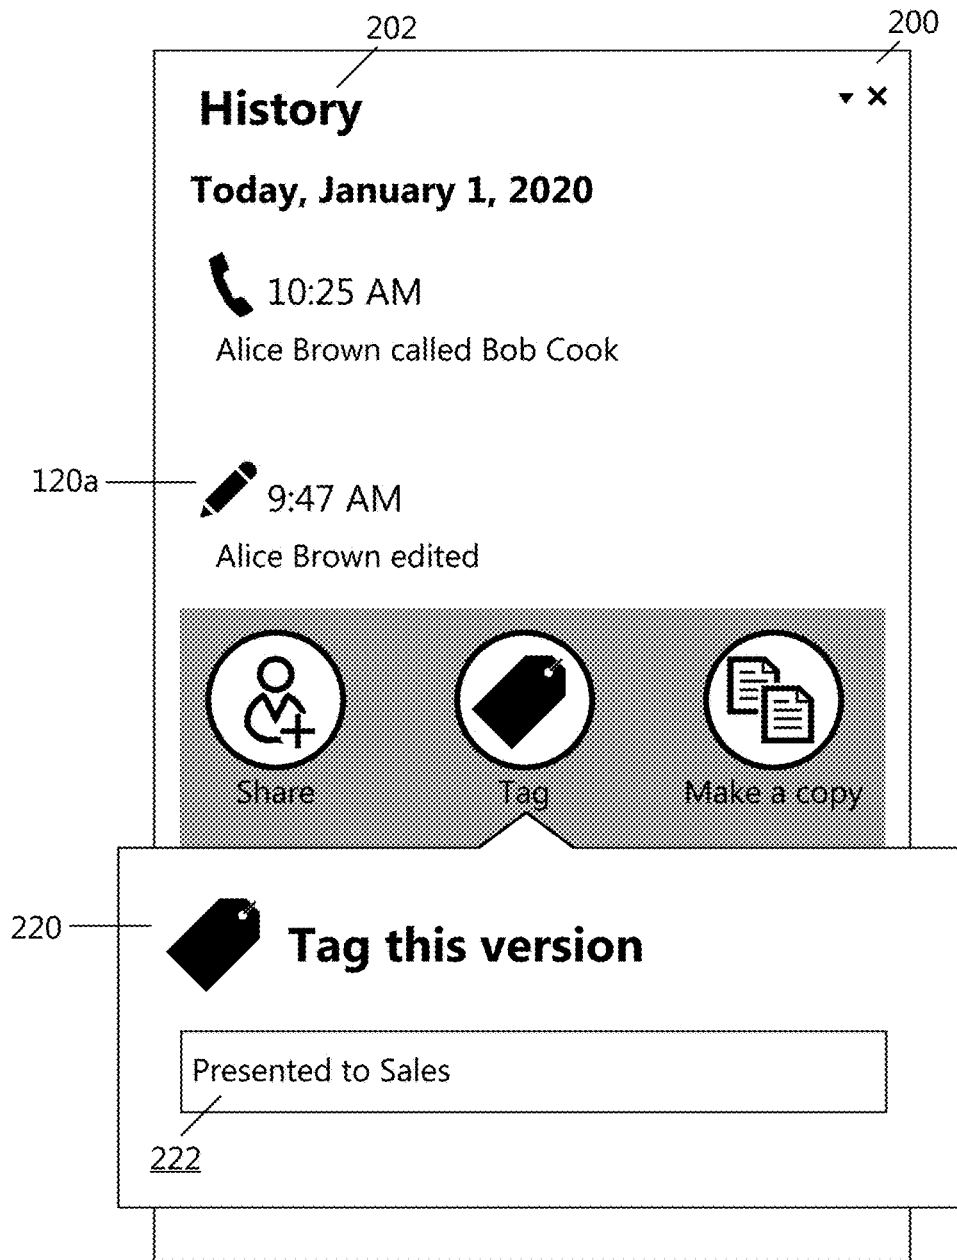 202
200
History
Today, January 1, 2020
10:25 AM
Alice Brown called Bob Cook
120a
9:47 AM
Alice Brown edited
Share Tag Make a copy
220
Tag this version
Presented to Sales
222